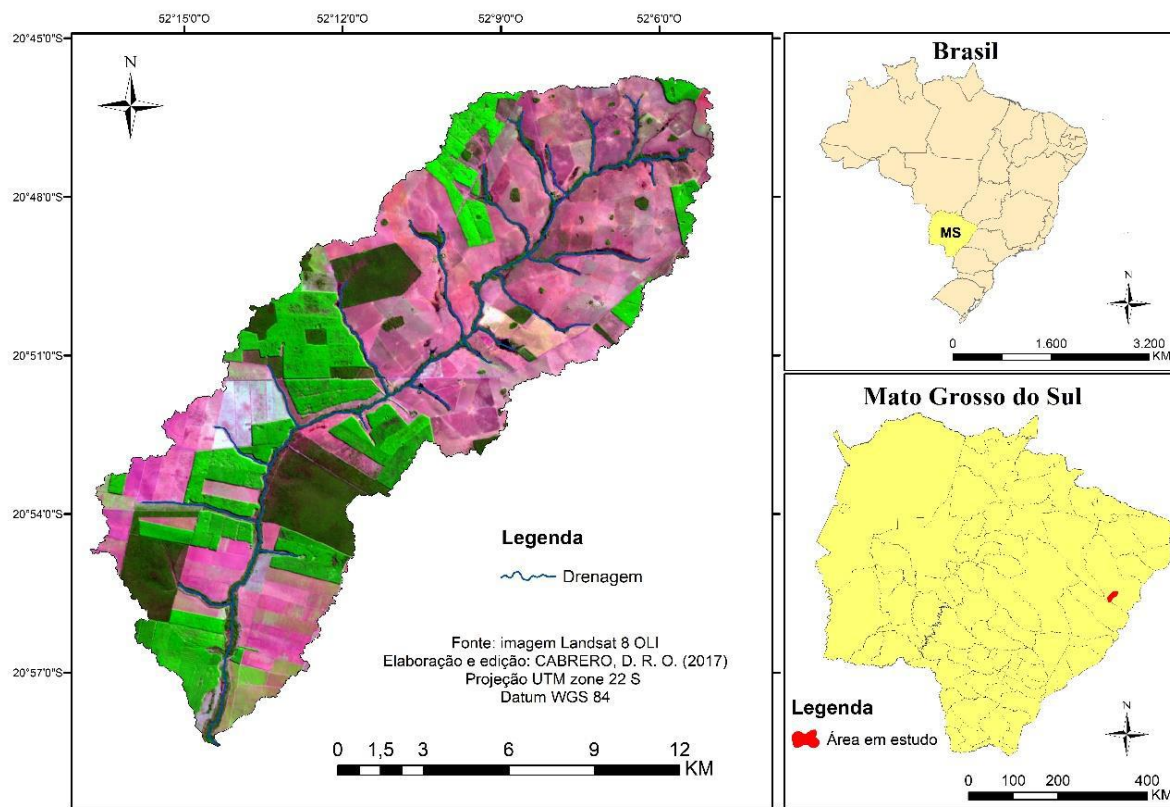 52°15'0"O
52°12'0"O
52°9'0"O
52°6'0"O
20°45'0"S
20°48'0"S
20°51'0"S
20°54'0"S
20°57'0"S
N
Legenda
Drenagem
Fonte: imagem Landsat 8 OLI
Elaboração e edição: CABRERO, D. R. O. (2017)
Projeção UTM zone 22 S
Datum WGS 84
0 1,5 3 6 9 12
KM
Brasil
MS
N
0 1.600 3.200
KM
Mato Grosso do Sul
Legenda
Área em estudo
N
0 100 200 400
KM